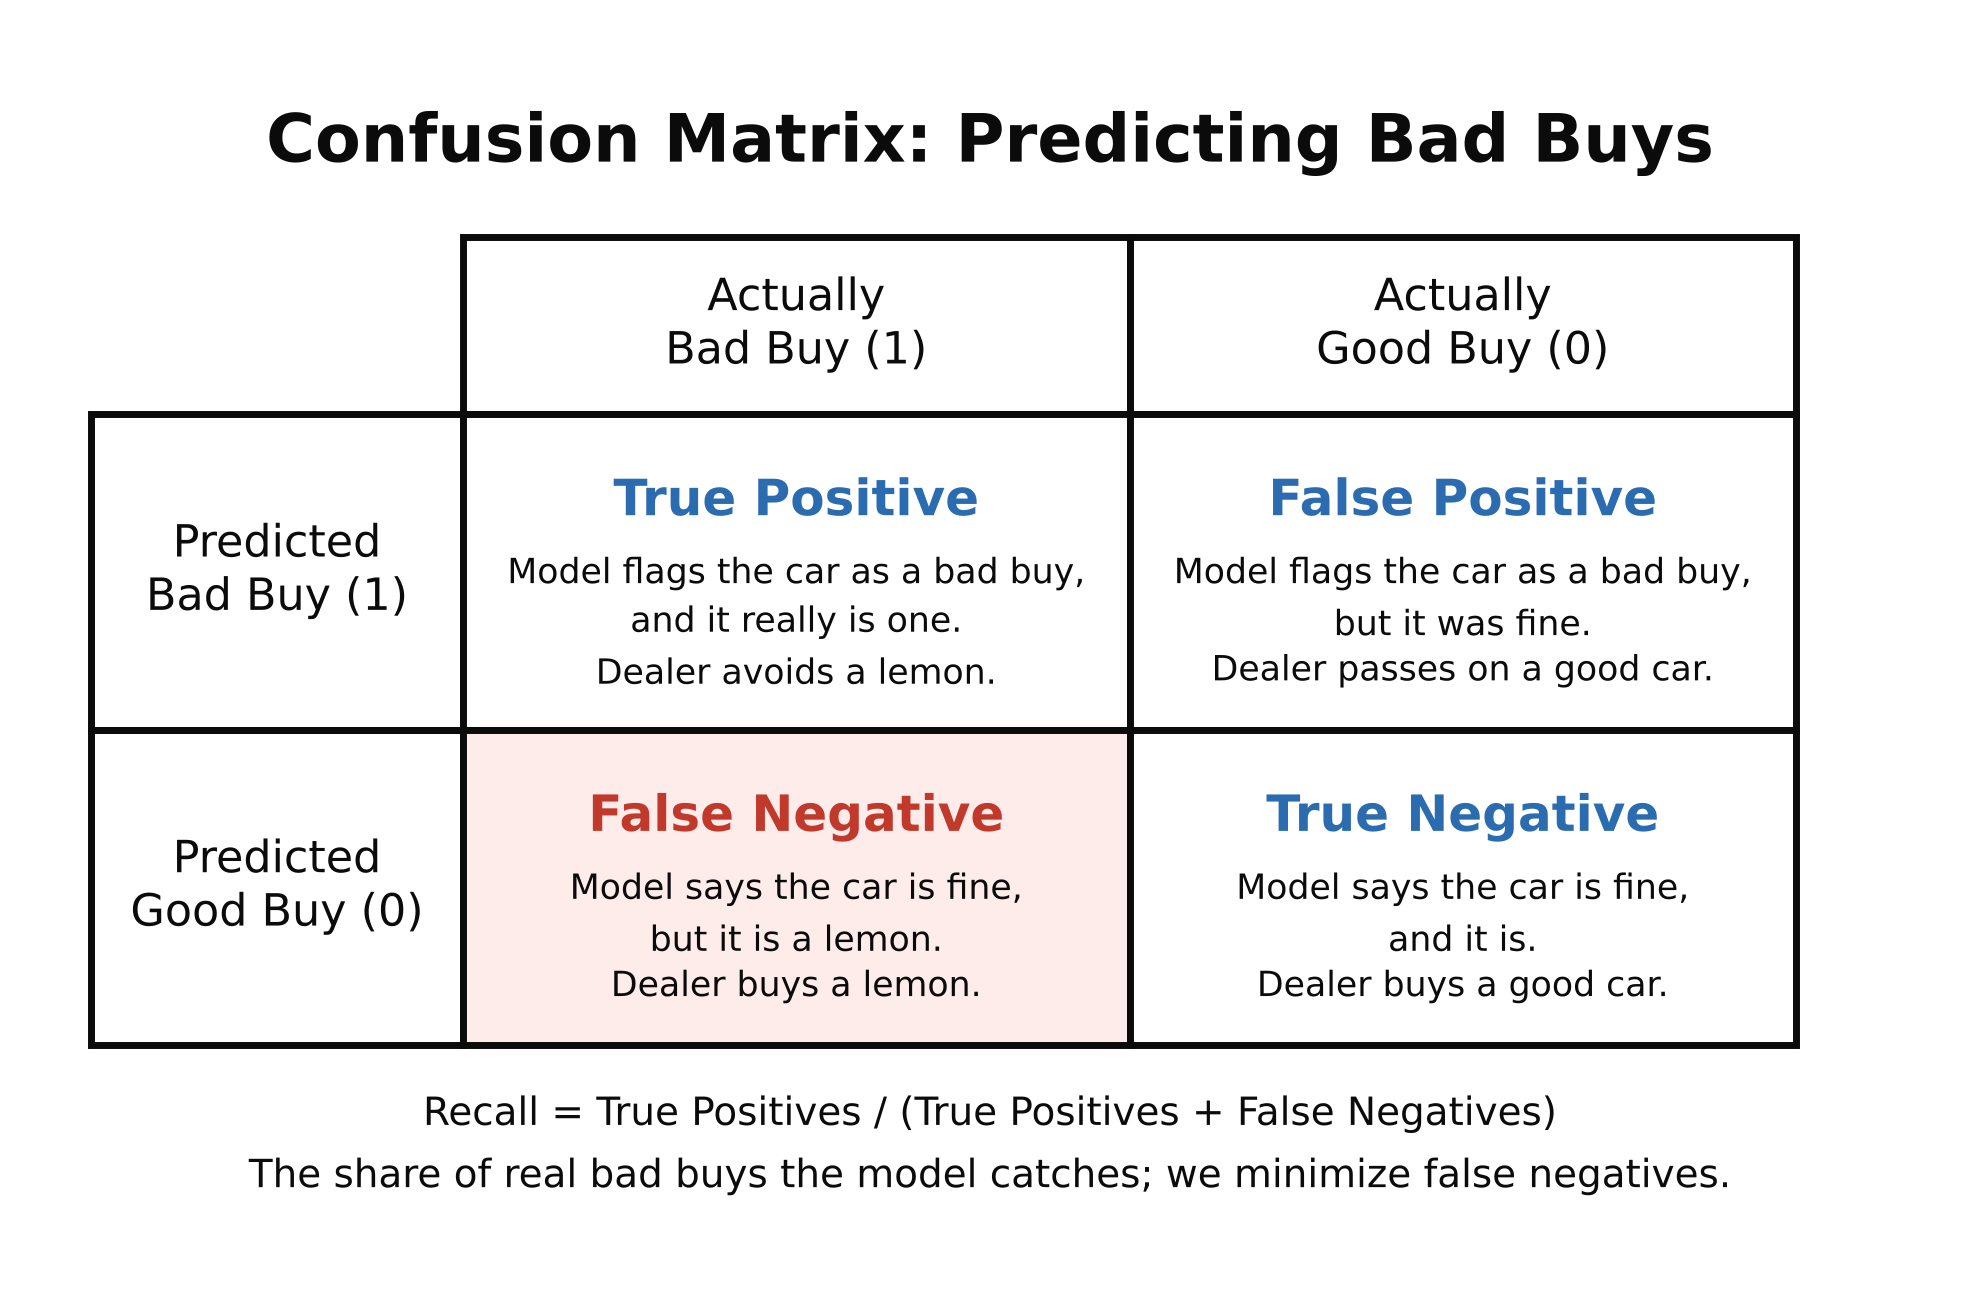 Confusion Matrix: Predicting Bad Buys
Actually
Bad Buy (1)
Actually
Good Buy (0)
Predicted
Bad Buy (1)
True Positive
Model flags the car as a bad buy,
and it really is one.
Dealer avoids a lemon.
False Positive
Model flags the car as a bad buy,
but it was fine.
Dealer passes on a good car.
Predicted
Good Buy (0)
False Negative
Model says the car is fine,
but it is a lemon.
Dealer buys a lemon.
True Negative
Model says the car is fine,
and it is.
Dealer buys a good car.
Recall = True Positives / (True Positives + False Negatives)
The share of real bad buys the model catches; we minimize false negatives.